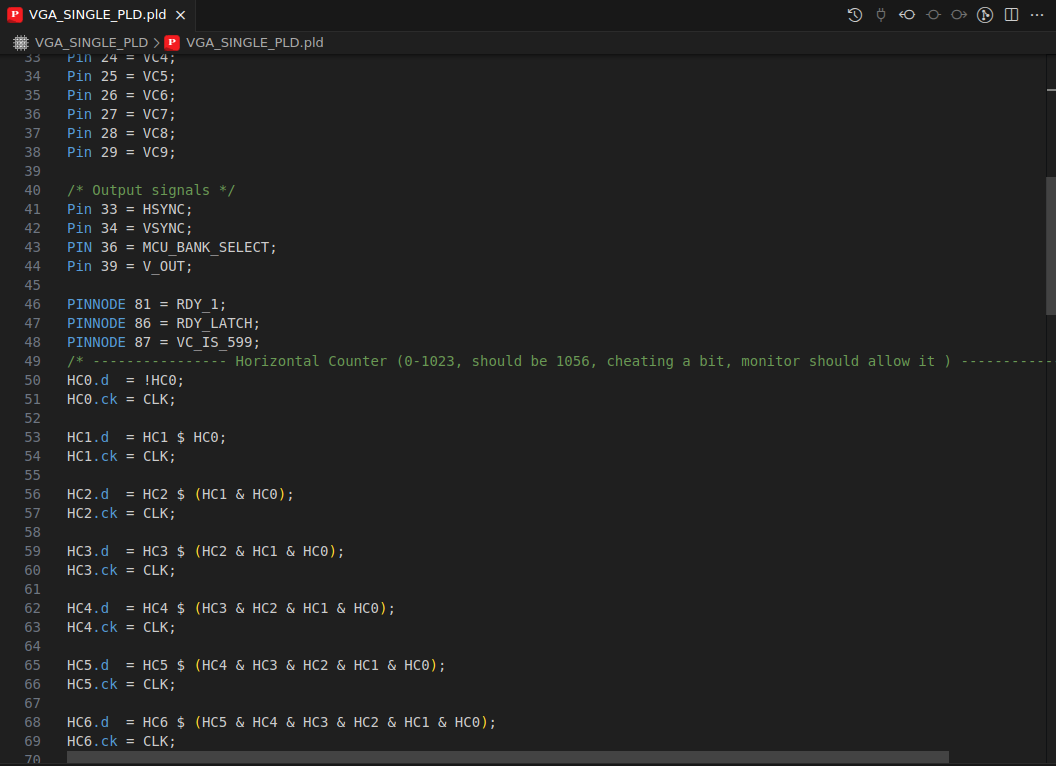 P VGA_SINGLE_PLD.pld ×
VGA_SINGLE_PLD > P VGA_SINGLE_PLD.pld
33 Pin 24 = VC4;
34 Pin 25 = VC5;
35 Pin 26 = VC6;
36 Pin 27 = VC7;
37 Pin 28 = VC8;
38 Pin 29 = VC9;
39
40 /* Output signals */
41 Pin 33 = HSYNC;
42 Pin 34 = VSYNC;
43 PIN 36 = MCU_BANK_SELECT;
44 Pin 39 = V_OUT;
45
46 PINNODE 81 = RDY_1;
47 PINNODE 86 = RDY_LATCH;
48 PINNODE 87 = VC_IS_599;
49 /* ---------------- Horizontal Counter (0-1023, should be 1056, cheating a bit, monitor should allow it ) -----------
50 HC0.d  = !HC0;
51 HC0.ck = CLK;
52
53 HC1.d  = HC1 $ HC0;
54 HC1.ck = CLK;
55
56 HC2.d  = HC2 $ (HC1 & HC0);
57 HC2.ck = CLK;
58
59 HC3.d  = HC3 $ (HC2 & HC1 & HC0);
60 HC3.ck = CLK;
61
62 HC4.d  = HC4 $ (HC3 & HC2 & HC1 & HC0);
63 HC4.ck = CLK;
64
65 HC5.d  = HC5 $ (HC4 & HC3 & HC2 & HC1 & HC0);
66 HC5.ck = CLK;
67
68 HC6.d  = HC6 $ (HC5 & HC4 & HC3 & HC2 & HC1 & HC0);
69 HC6.ck = CLK;
70